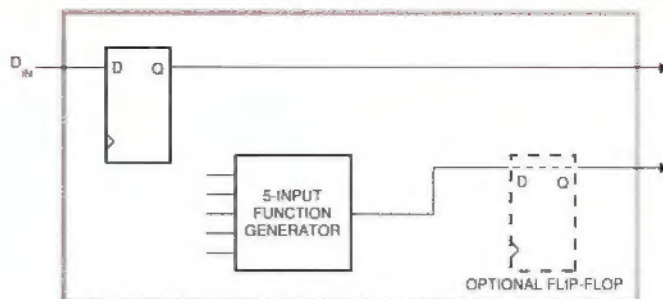 D IN
D Q
5-INPUT
FUNCTION
GENERATOR
D Q
OPTIONAL FLIP-FLOP